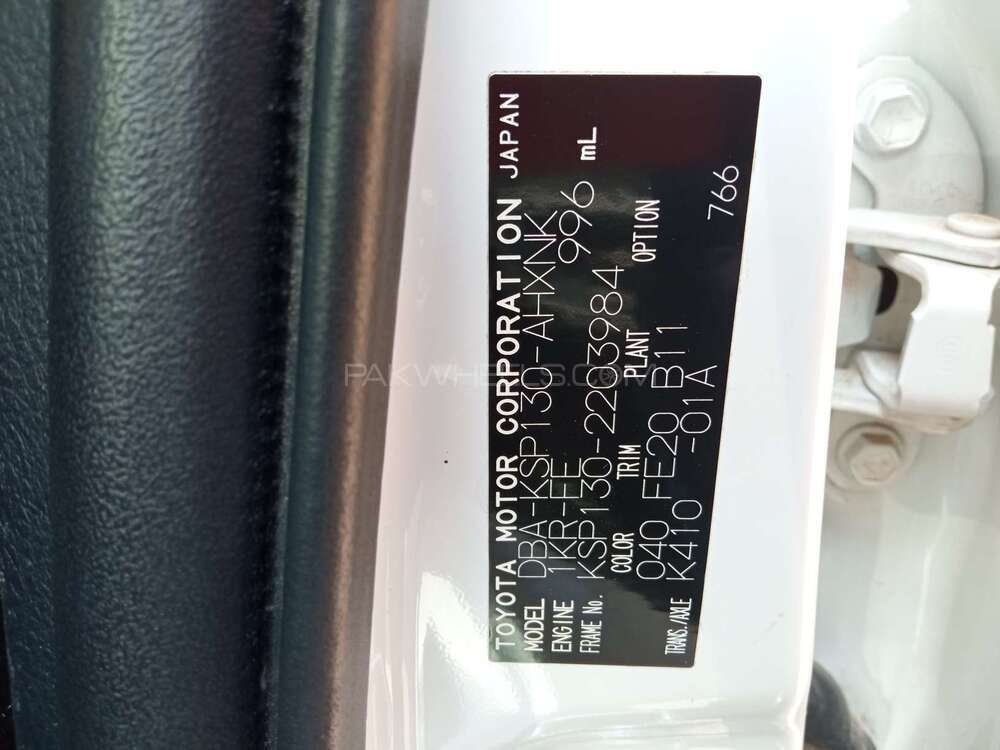 TOYOTA MOTOR CORPORATION JAPAN
MODEL DBA-KSP130-AHXNK
ENGINE 1KR-FE 996 mL
FRAME No. KSP130-2203984
COLOR TRIM PLANT OPTION
040 FE20 B11
TRANS./AXLE K410 -01A 766
PAKWHEELS.COM